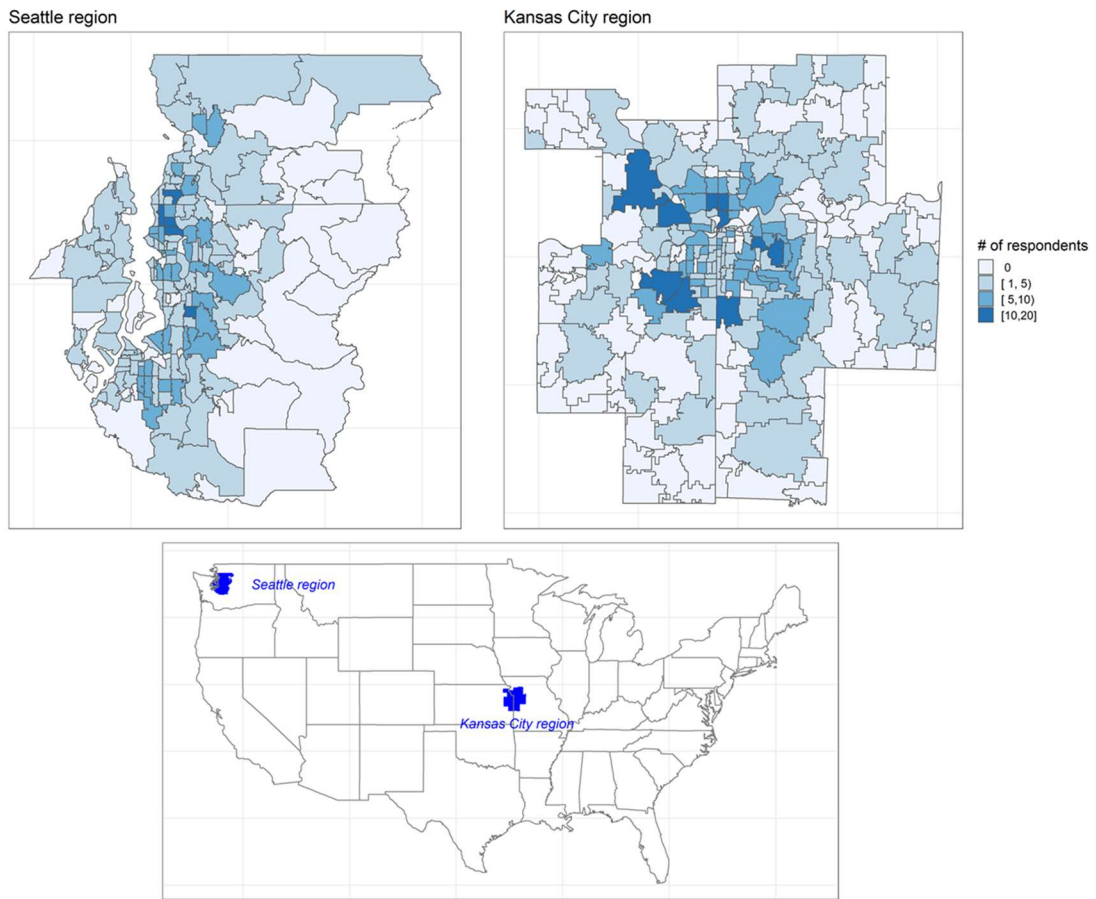 Seattle region
Kansas City region
# of respondents
0
[ 1, 5)
[ 5,10)
[10,20]
Seattle region
Kansas City region